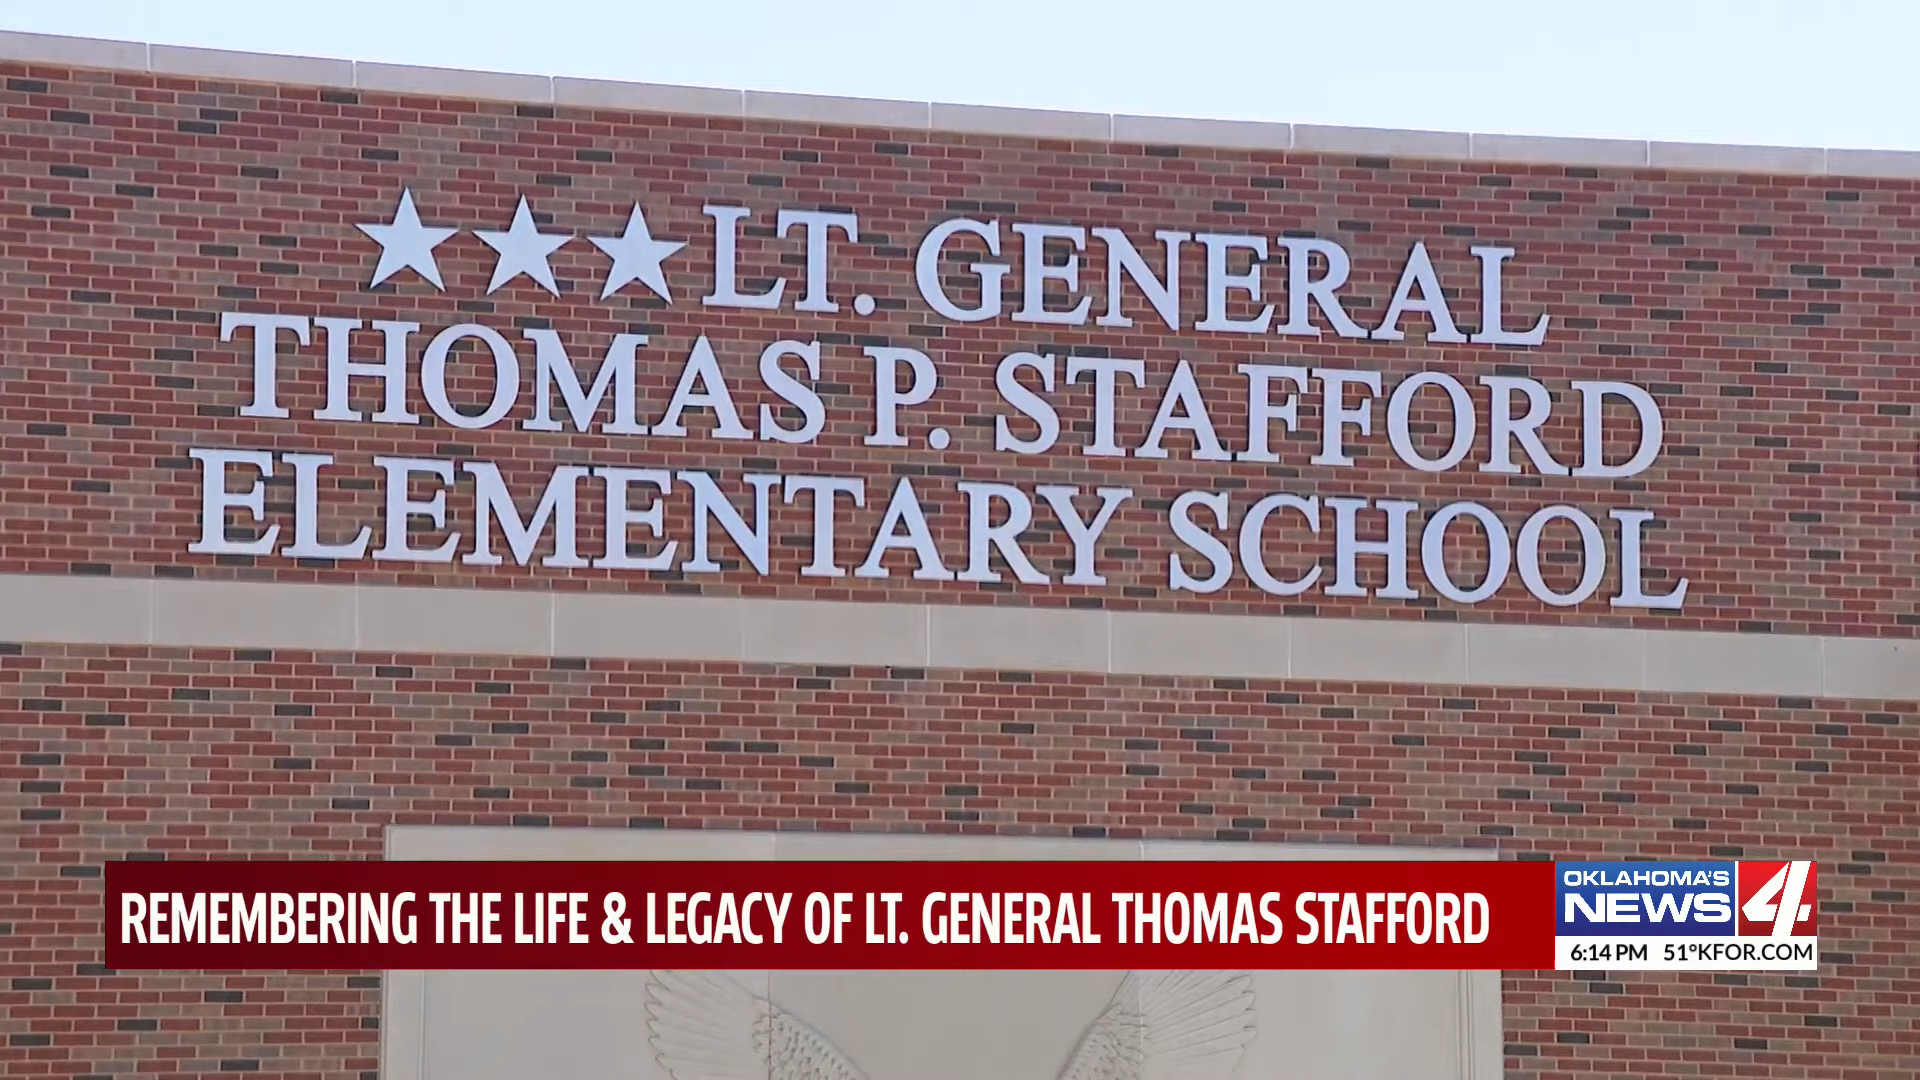 LT. GENERAL
THOMAS P. STAFFORD
ELEMENTARY SCHOOL
REMEMBERING THE LIFE & LEGACY OF LT. GENERAL THOMAS STAFFORD
OKLAHOMA'S
NEWS 4
6:14 PM 51° KFOR.COM